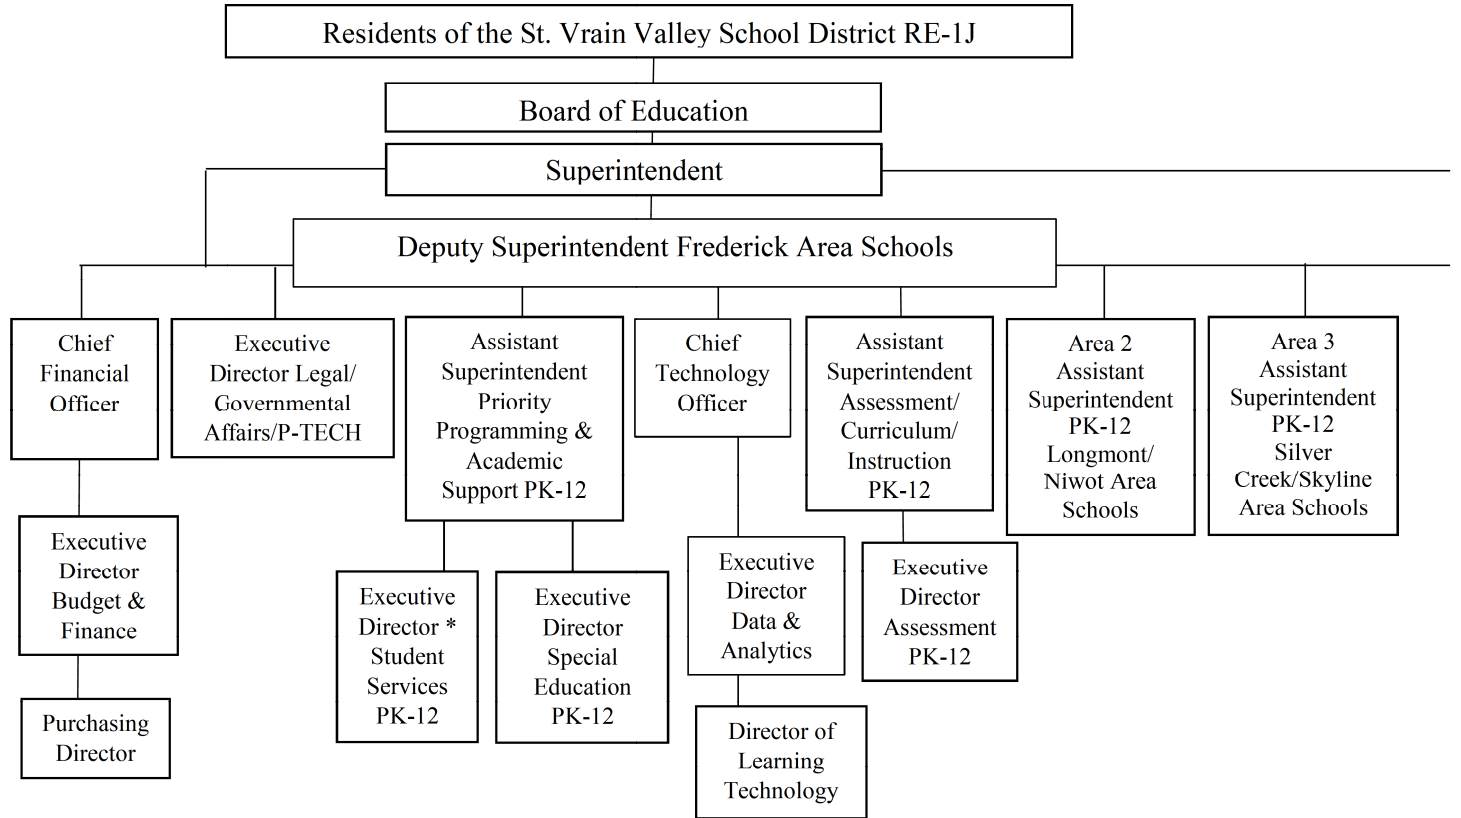 Residents of the St. Vrain Valley School District RE-1J
Board of Education
Superintendent
Deputy Superintendent Frederick Area Schools
Chief
Financial
Officer
Executive
Director Legal/
Governmental
Affairs/P-TECH
Assistant
Superintendent
Priority
Programming &
Academic
Support PK-12
Chief
Technology
Officer
Assistant
Superintendent
Assessment/
Curriculum/
Instruction
PK-12
Area 2
Assistant
Superintendent
PK-12
Longmont/
Niwot Area
Schools
Area 3
Assistant
Superintendent
PK-12
Silver
Creek/Skyline
Area Schools
Executive
Director
Budget &
Finance
Executive
Director *
Student
Services
PK-12
Executive
Director
Special
Education
PK-12
Executive
Director
Data &
Analytics
Executive
Director
Assessment
PK-12
Purchasing
Director
Director of
Learning
Technology